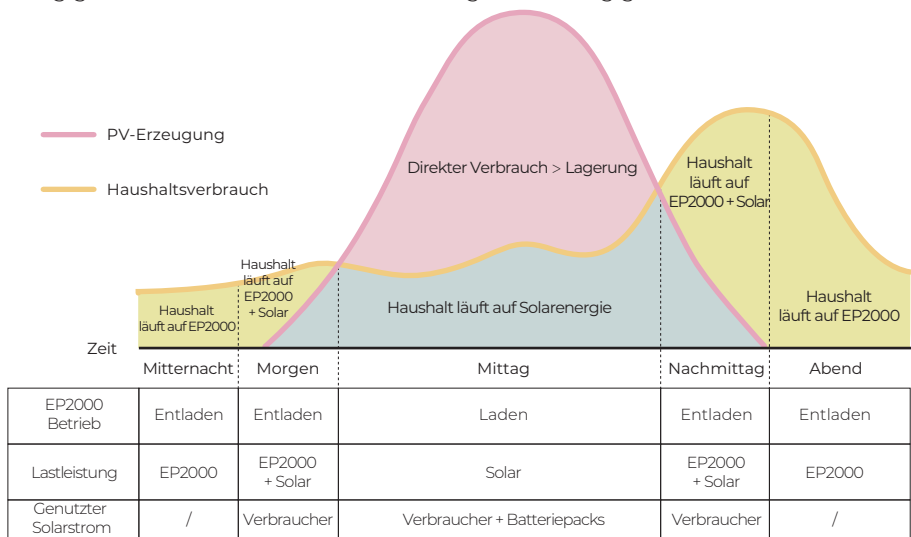 PV-Erzeugung
Haushaltsverbrauch
Direkter Verbrauch > Lagerung
Haushalt
läuft auf
EP2000 + Solar
Haushalt
läuft auf
EP2000
+ Solar
Haushalt
läuft auf EP2000
Haushalt läuft auf Solarenergie
Haushalt
läuft auf EP2000
Zeit
Mitternacht Morgen Mittag Nachmittag Abend
EP2000
Betrieb
Entladen Entladen Laden Entladen Entladen
Lastleistung
EP2000
EP2000
+ Solar
Solar
EP2000
+ Solar
EP2000
Genutzter
Solarstrom
/ Verbraucher Verbraucher + Batteriepacks Verbraucher /